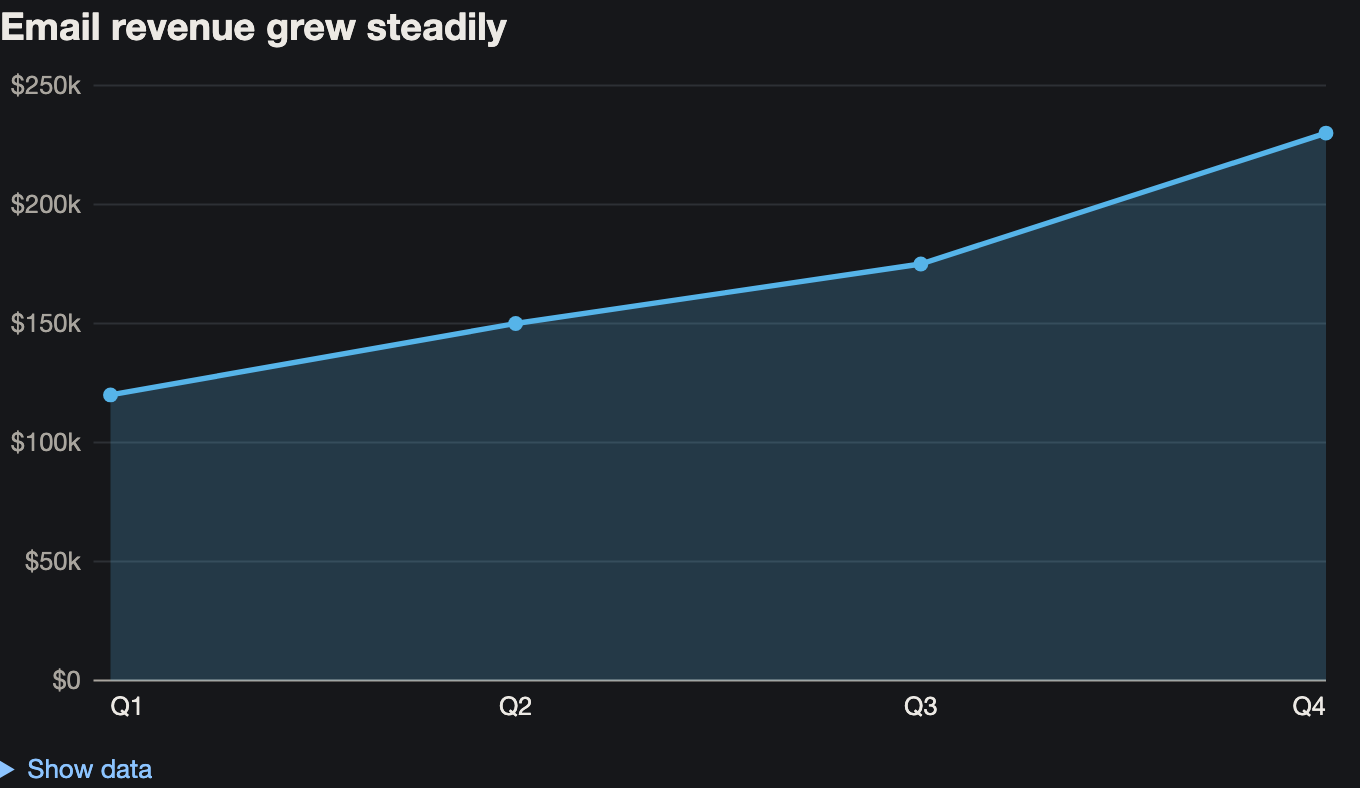 Email revenue grew steadily
$250k
$200k
$150k
$100k
$50k
$0
Q1 Q2 Q3 Q4
Show data